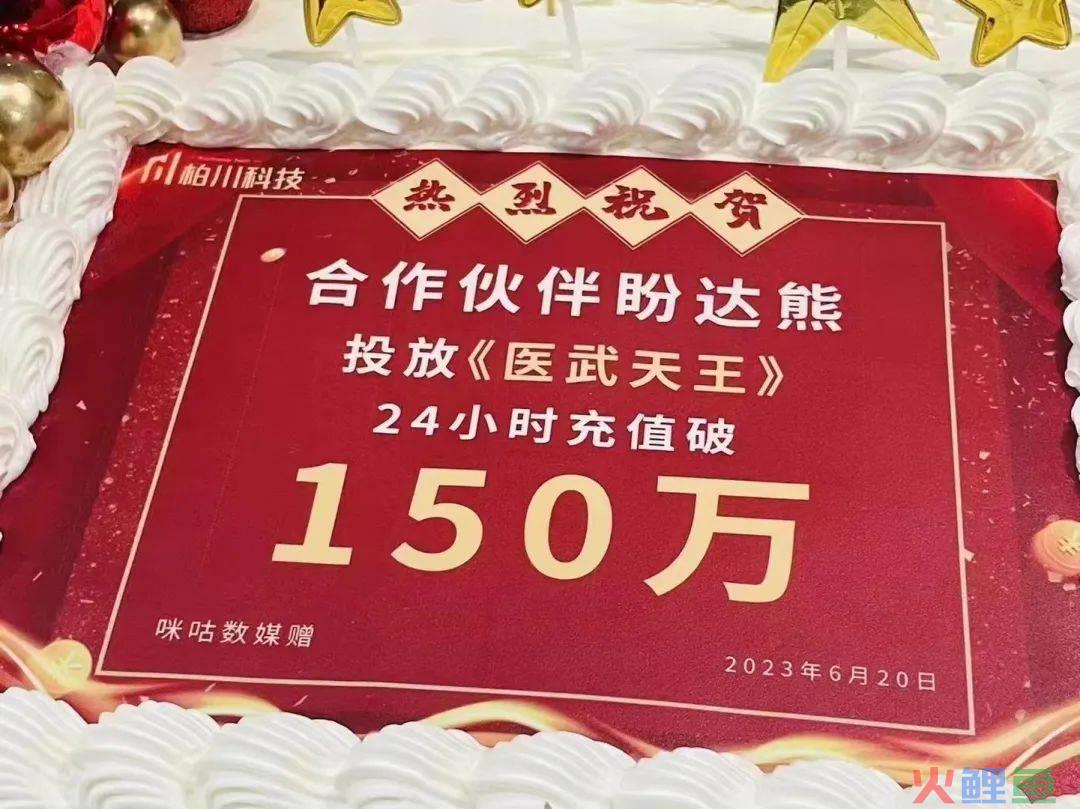 柏川科技
热烈祝贺
合作伙伴盼达熊
投放《医武天王》
24小时充值破
150万
咪咕数媒赠
2023年6月20日
火鲤鱼